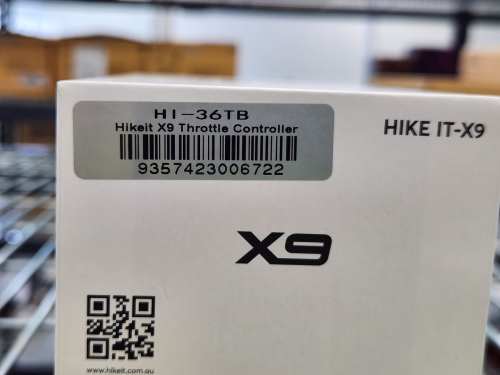 HI-36TB
Hikeit X9 Throttle Controller
9357423006722
HIKE IT-X9
X9
www.hikeit.com.au